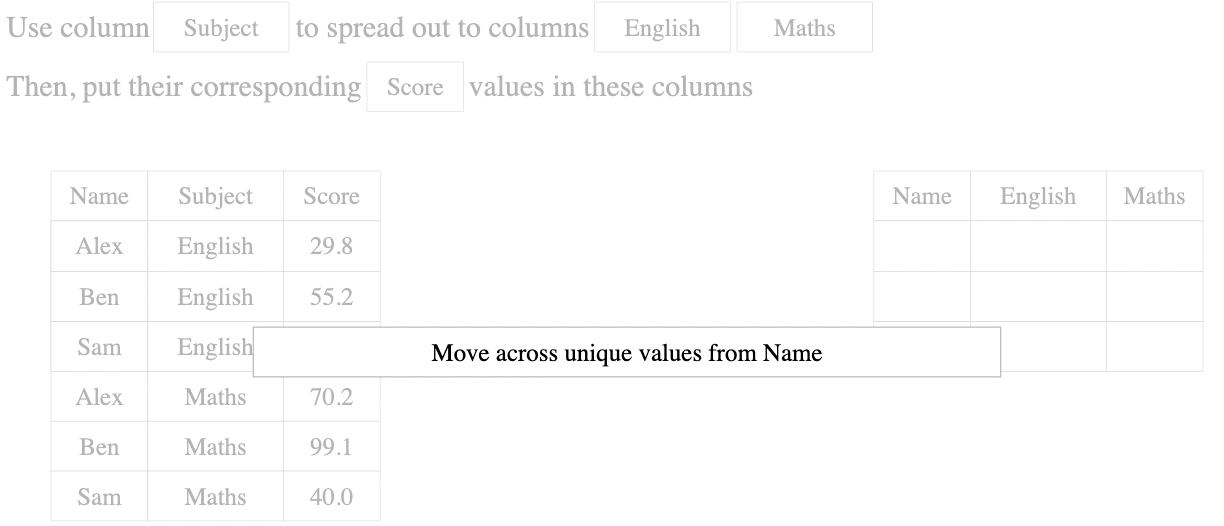 Use column Subject to spread out to columns English Maths
Then, put their corresponding Score values in these columns
Name Subject Score
Alex English 29.8
Ben English 55.2
Sam English
Alex Maths 70.2
Ben Maths 99.1
Sam Maths 40.0
Name English Maths
Move across unique values from Name